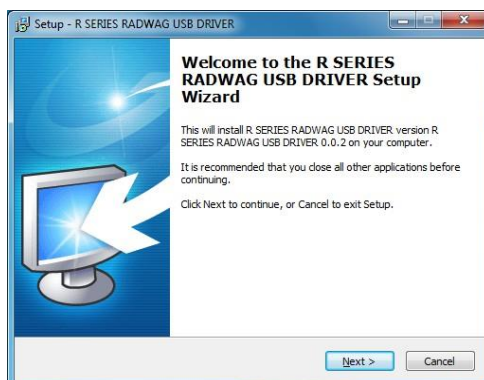 Setup - R SERIES RADWAG USB DRIVER
Welcome to the R SERIES
RADWAG USB DRIVER Setup
Wizard
This will install R SERIES RADWAG USB DRIVER version R
SERIES RADWAG USB DRIVER 0.0.2 on your computer.
It is recommended that you close all other applications before
continuing.
Click Next to continue, or Cancel to exit Setup.
Next >
Cancel